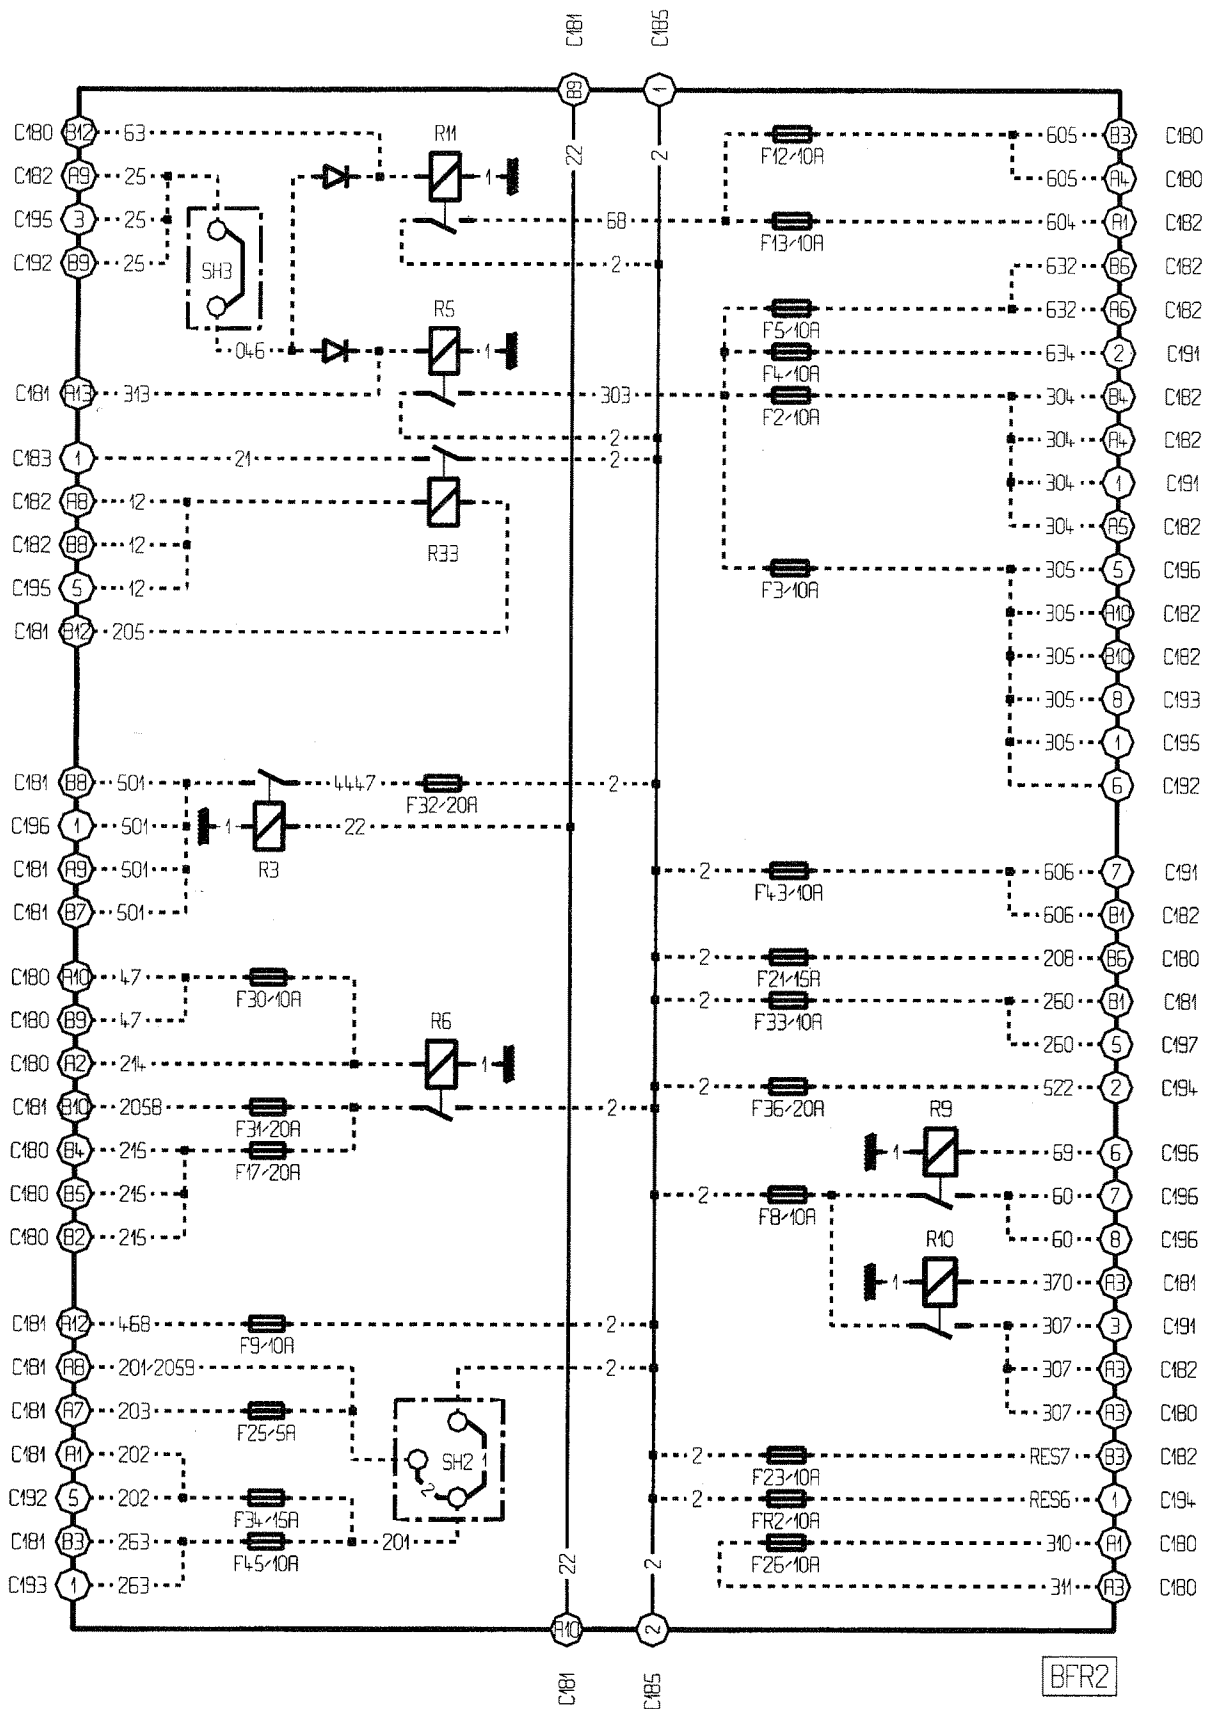 C181 C185
B9 1
C180 B12 63 R11 22 2 F12/10A 605 B3 C180
C182 A9 25 1 605 A4 C180
C195 3 25 68 F13/10A 604 A1 C182
C192 B9 25 SH3 2 632 B6 C182
R5 F5/10A 632 A6 C182
046 1 F4/10A 634 2 C191
C181 A13 313 303 F2/10A 304 B4 C182
2 304 A4 C182
C183 1 21 2
C182 A8 12 304 1 C191
R33 304 A5 C182
C182 B8 12
C195 5 12 F3/10A 305 5 C196
C181 B12 205 305 A10 C182
305 B10 C182
305 8 C193
305 1 C195
C181 B8 501 4447 F32/20A 2 6 C192
C196 1 501 1 R3 22
C181 A9 501 2 F43/10A 606 7 C191
C181 B7 501 606 B1 C182
C180 A10 47 F30/10A 2 F21/15A 208 B6 C180
C180 B9 47 R6 2 F33/10A 260 B1 C181
C180 A2 214 1 260 5 C197
C181 B10 205B F31/20A 2 2 F36/20A 522 2 C194
C180 B4 215 F17/20A R9 1 69 6 C196
C180 B5 215 2 F8/10A 60 7 C196
C180 B2 215 R10 60 8 C196
1 370 A3 C181
C181 A12 468 F9/10A 2 307 3 C191
C181 A8 201/2059 2 307 A3 C182
C181 A7 203 F25/5A 307 A3 C180
C181 A1 202 SH2 1 2 2 F23/10A RES7 B3 C182
C192 5 202 F34/15A 2 FR2/10A RES6 1 C194
C181 B3 263 F45/10A 201 F26/10A 310 A1 C180
C193 1 263 22 2 311 A3 C180
A10 2
C181 C185
BFR2